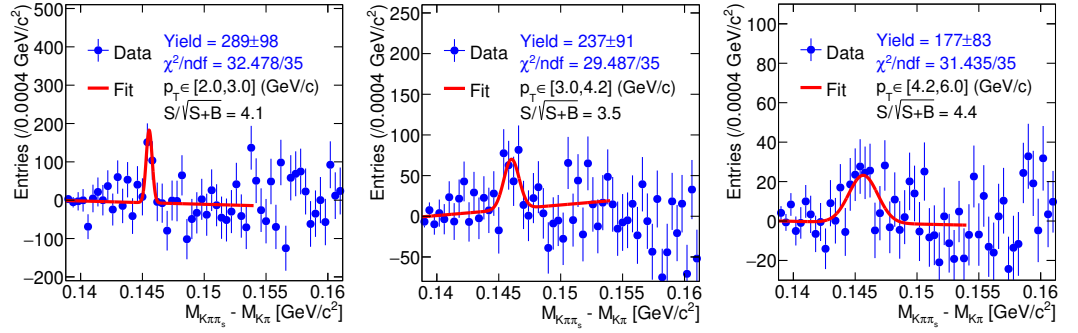 Entries (/0.0004 GeV/c²)
500
400
300
200
100
0
−100
−200
Data
Fit
Yield = 289±98
χ²/ndf = 32.478/35
p_T ∈ [2.0,3.0] (GeV/c)
S/√S+B = 4.1
0.14 0.145 0.15 0.155 0.16
M_Kππ_s - M_Kπ [GeV/c²]
Entries (/0.0004 GeV/c²)
250
200
150
100
50
0
−50
Data
Fit
Yield = 237±91
χ²/ndf = 29.487/35
p_T ∈ [3.0,4.2] (GeV/c)
S/√S+B = 3.5
0.14 0.145 0.15 0.155 0.16
M_Kππ_s - M_Kπ [GeV/c²]
Entries (/0.0004 GeV/c²)
100
80
60
40
20
0
−20
Data
Fit
Yield = 177±83
χ²/ndf = 31.435/35
p_T ∈ [4.2,6.0] (GeV/c)
S/√S+B = 4.4
0.14 0.145 0.15 0.155 0.16
M_Kππ_s - M_Kπ [GeV/c²]